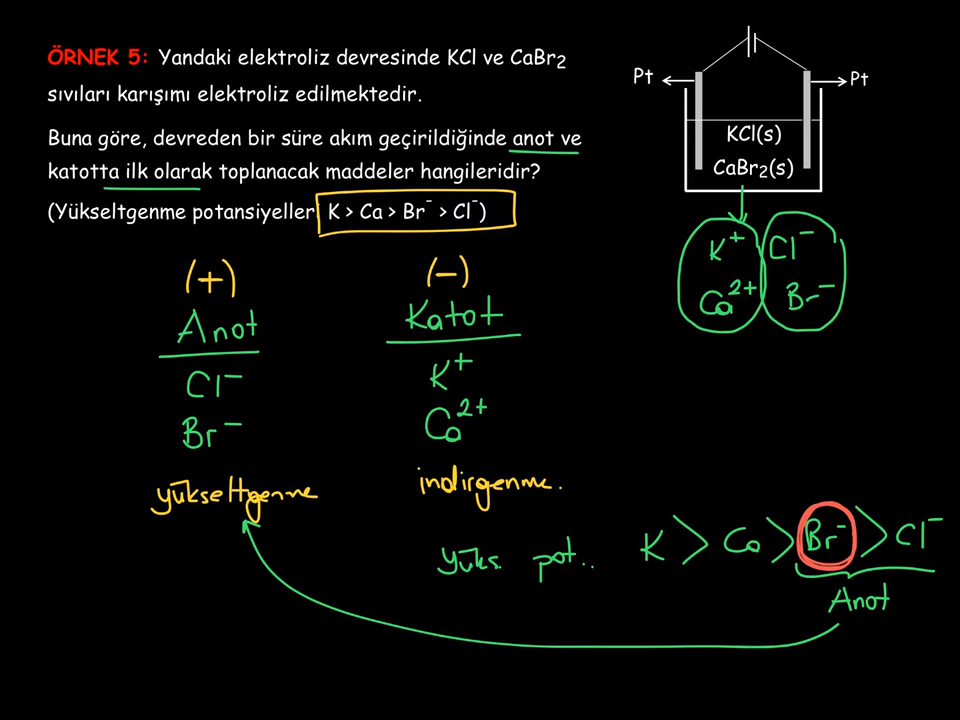 ÖRNEK 5: Yandaki elektroliz devresinde KCl ve CaBr₂
sıvıları karışımı elektroliz edilmektedir.
Buna göre, devreden bir süre akım geçirildiğinde anot ve
katotta ilk olarak toplanacak maddeler hangileridir?
(Yükseltgenme potansiyelleri K > Ca > Br⁻ > Cl⁻)
Pt
Pt
KCl(s)
CaBr₂(s)
K⁺ Cl⁻
Ca²⁺ Br⁻
(+) (-)
Anot Katot
Cl⁻ K⁺
Br⁻ Ca²⁺
yükseltgenme indirgenme.
yüks. pot.. K > Ca > Br⁻ > Cl⁻
Anot